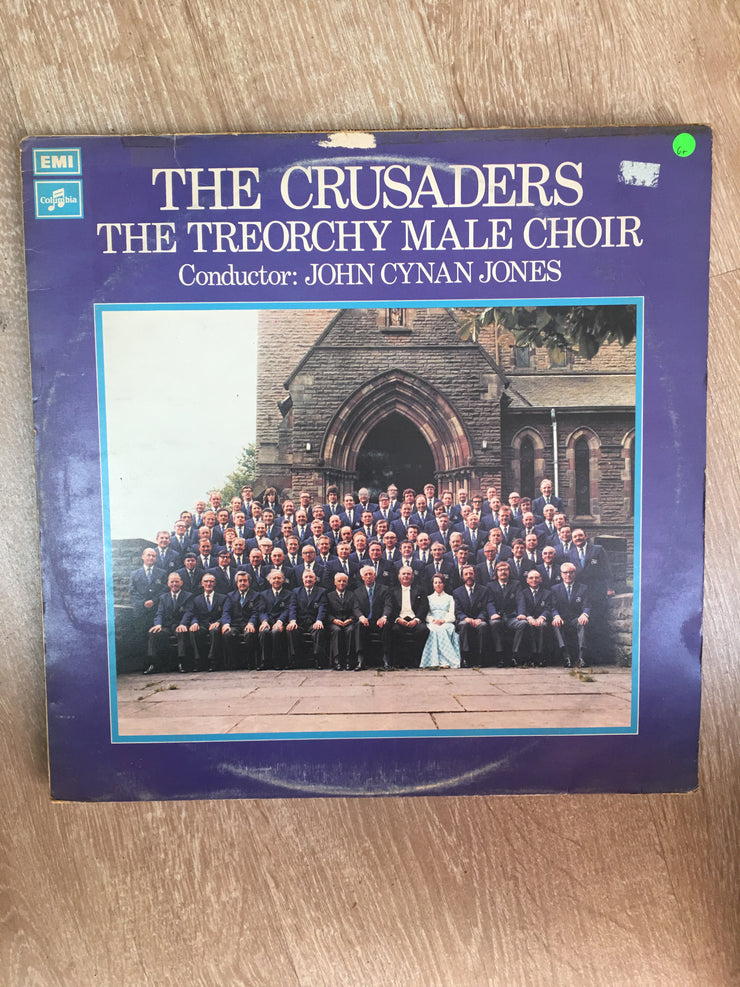 EMI
Columbia
THE CRUSADERS
THE TREORCHY MALE CHOIR
Conductor: JOHN CYNAN JONES